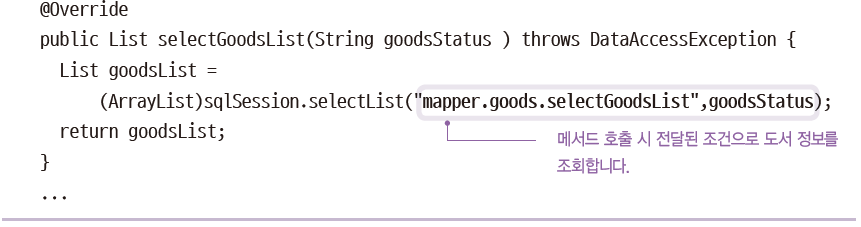 @Override
public List selectGoodsList(String goodsStatus ) throws DataAccessException {
List goodsList =
(ArrayList)sqlSession.selectList("mapper.goods.selectGoodsList",goodsStatus);
return goodsList;
메서드 호출 시 전달된 조건으로 도서 정보를
조회합니다.
}
...